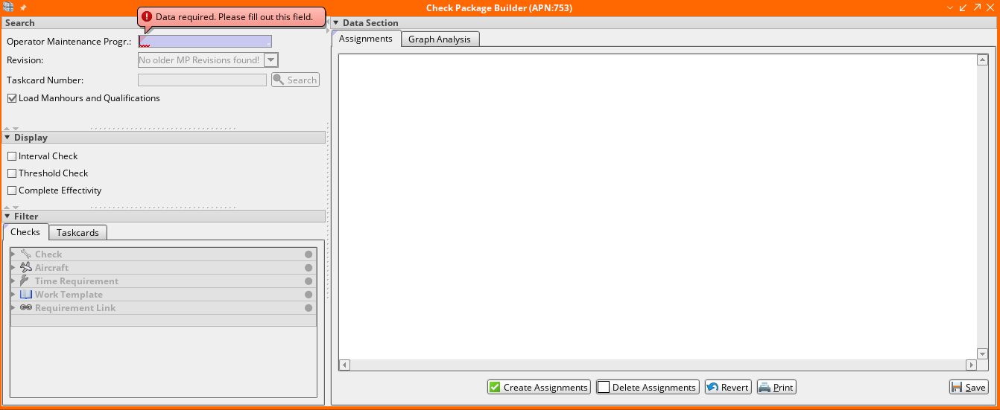 Check Package Builder (APN:753)
Data required. Please fill out this field.
Search
Operator Maintenance Progr.:
Revision:
No older MP Revisions found!
Taskcard Number:
Search
Load Manhours and Qualifications
Display
Interval Check
Threshold Check
Complete Effectivity
Filter
Checks
Taskcards
Check
Aircraft
Time Requirement
Work Template
Requirement Link
Data Section
Assignments
Graph Analysis
Create Assignments
Delete Assignments
Revert
Print
Save